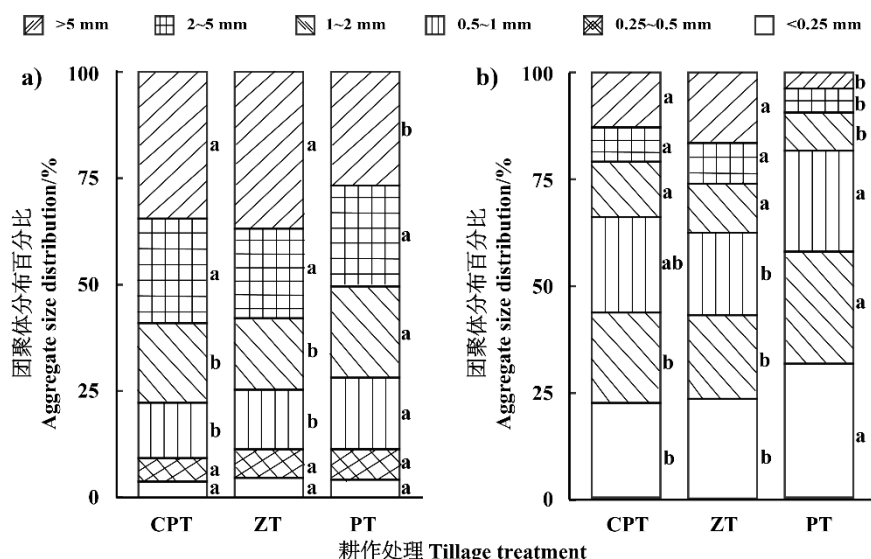 >5 mm 2~5 mm 1~2 mm 0.5~1 mm 0.25~0.5 mm <0.25 mm
a)
团聚体分布百分比
Aggregate size distribution/%
100
75
50
25
0
a
a
b
b
a
a
a
a
b
b
a
a
b
a
a
a
a
a
CPT ZT PT
b)
团聚体分布百分比
Aggregate size distribution/%
100
75
50
25
0
a
a
a
ab
b
b
a
a
a
b
b
b
b
b
b
a
a
a
CPT ZT PT
耕作处理 Tillage treatment